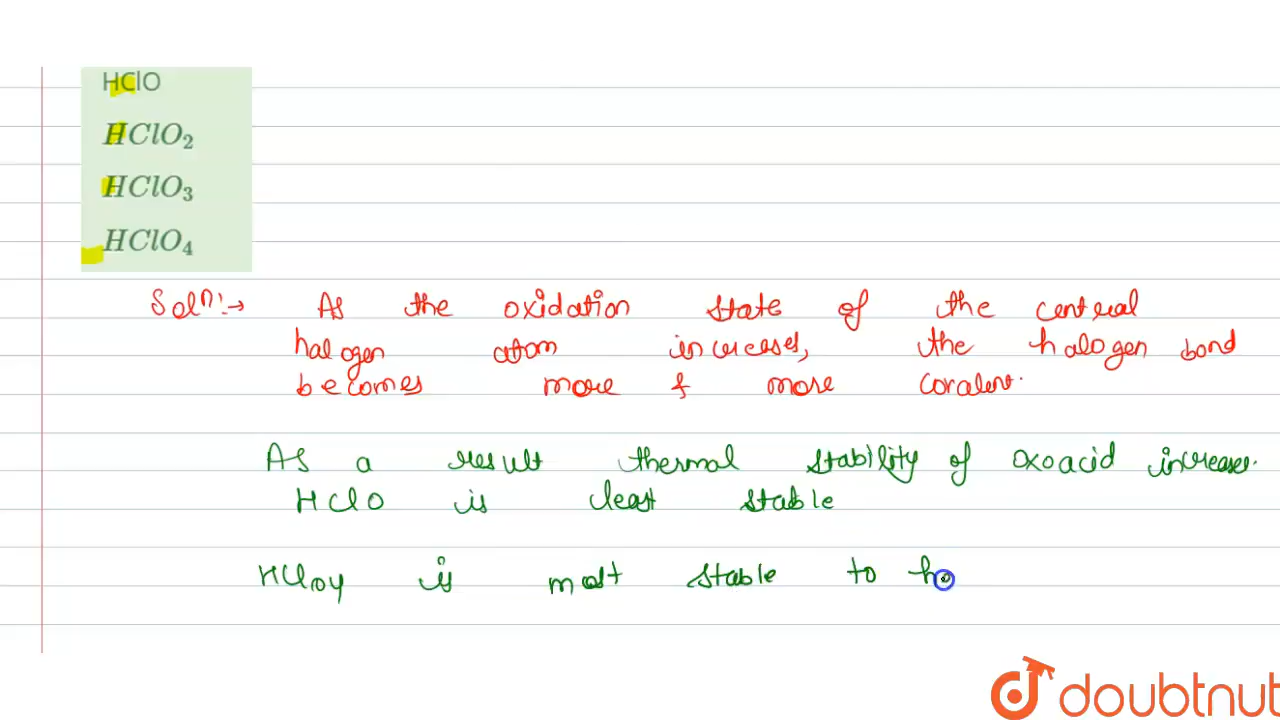 HClO
HClO₂
HClO₃
HClO₄
Solⁿ:→ As the oxidation state of the central
halogen atom increases, the halogen bond
becomes more & more covalent.
As a result thermal stability of oxoacid increases.
HClO is least stable
HClO4 is most stable to he
doubtnut